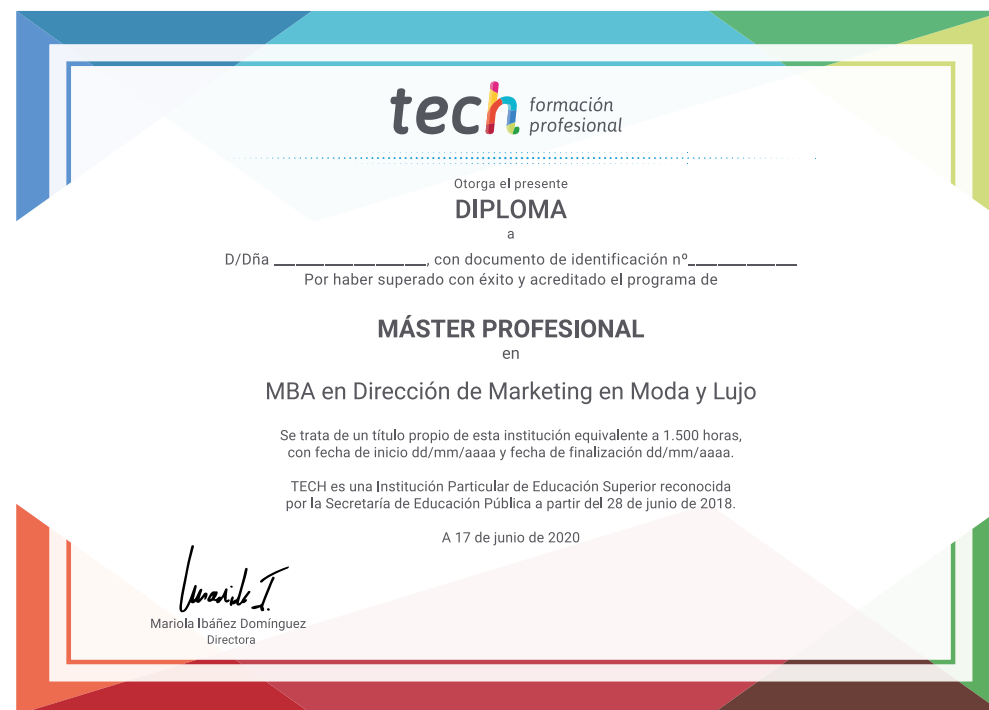 tech formación
profesional
Otorga el presente
DIPLOMA
a
D/Dña ______________, con documento de identificación nº__________
Por haber superado con éxito y acreditado el programa de
MÁSTER PROFESIONAL
en
MBA en Dirección de Marketing en Moda y Lujo
Se trata de un título propio de esta institución equivalente a 1.500 horas,
con fecha de inicio dd/mm/aaaa y fecha de finalización dd/mm/aaaa.
TECH es una Institución Particular de Educación Superior reconocida
por la Secretaría de Educación Pública a partir del 28 de junio de 2018.
A 17 de junio de 2020
Mariola Ibáñez Domínguez
Directora